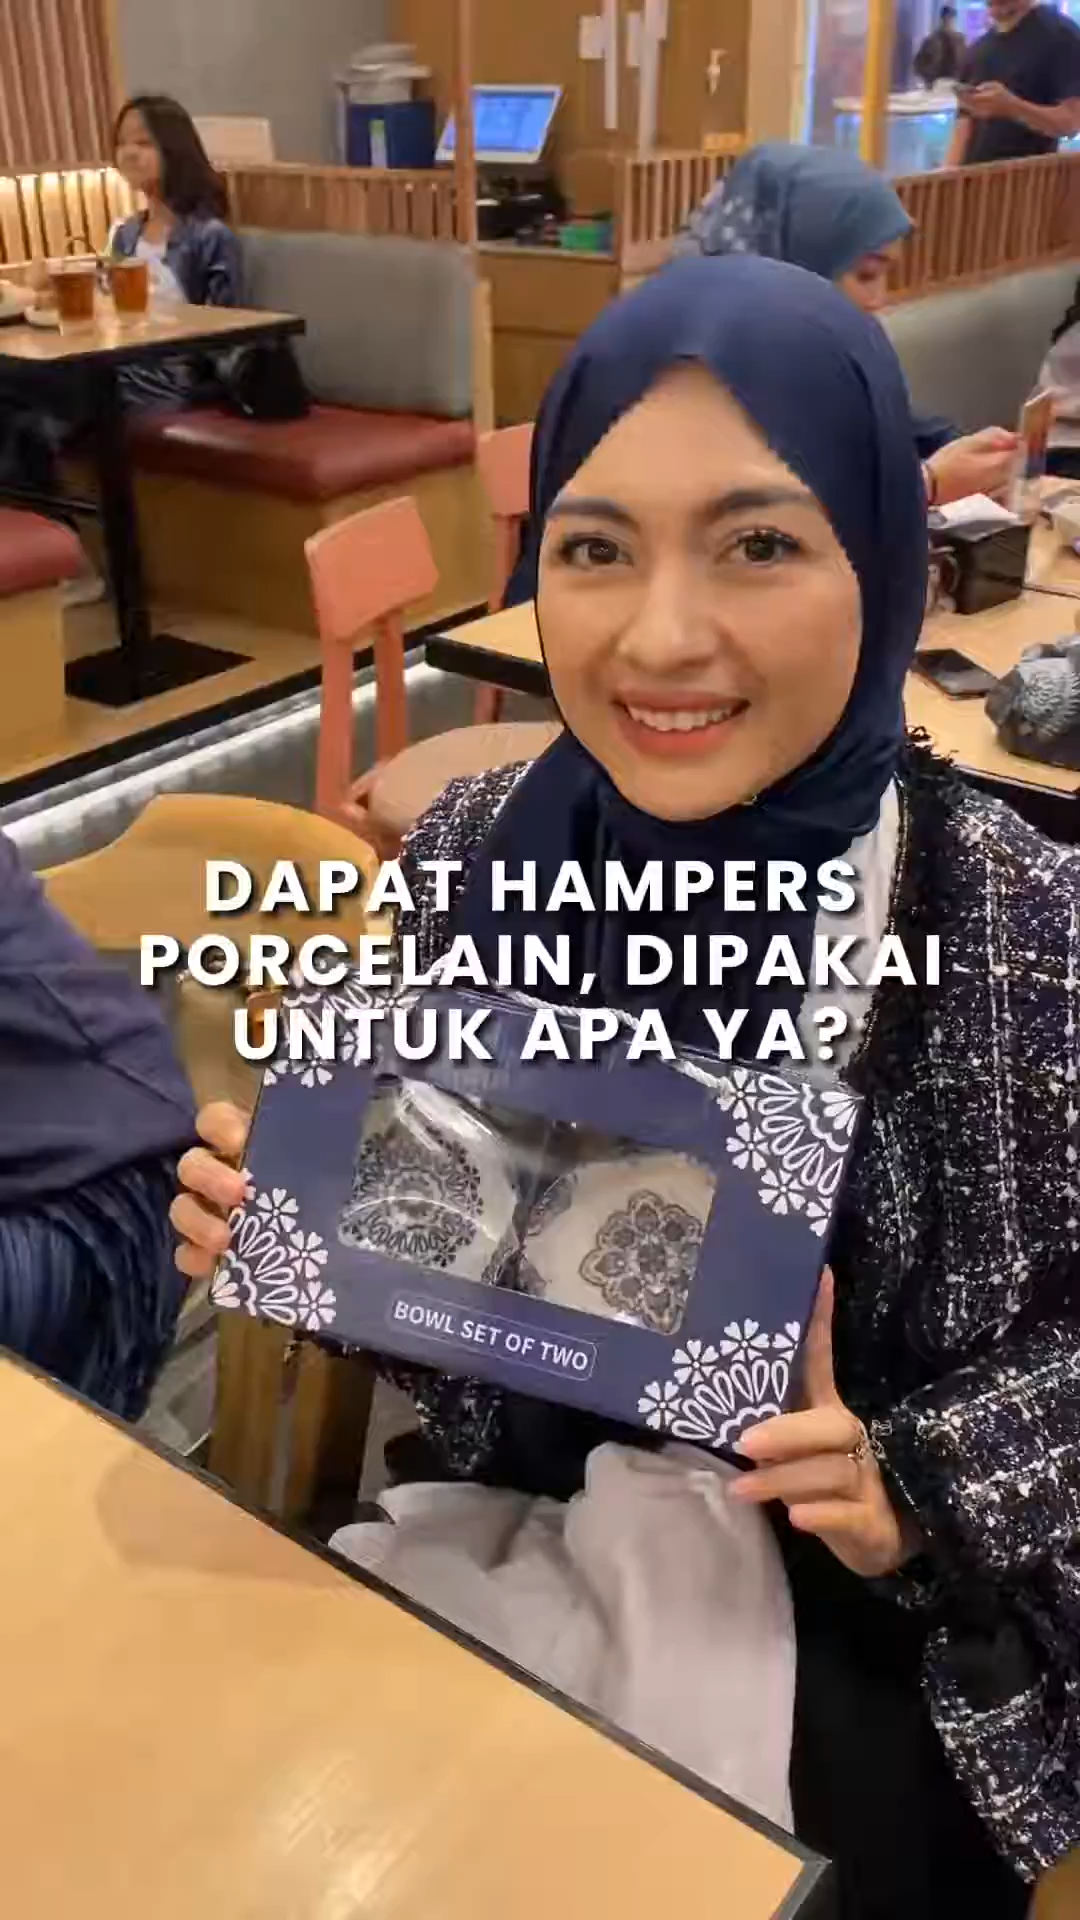 DAPAT HAMPERS
PORCELAIN, DIPAKAI
UNTUK APA YA?
BOWL SET OF TWO